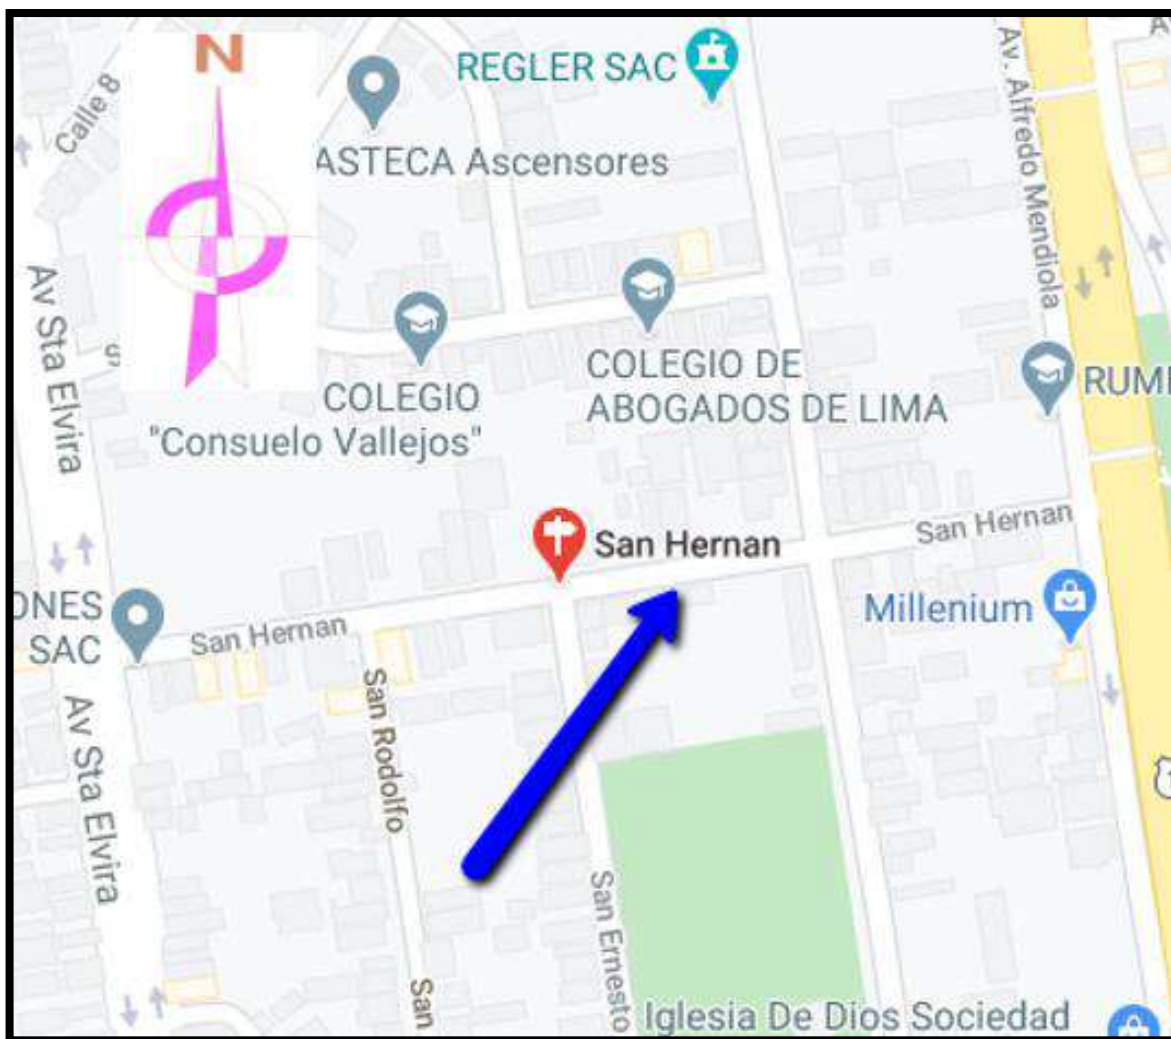 N
REGLER SAC
Calle 8
ASTECA Ascensores
Av. Alfredo Mendiola
Av Sta Elvira
COLEGIO
"Consuelo Vallejos"
COLEGIO DE
ABOGADOS DE LIMA
RUMI
San Hernan
San Hernan
Millenium
ONES
SAC
San Hernan
San Rodolfo
Av Sta Elvira
San Ernesto
San
Iglesia De Dios Sociedad